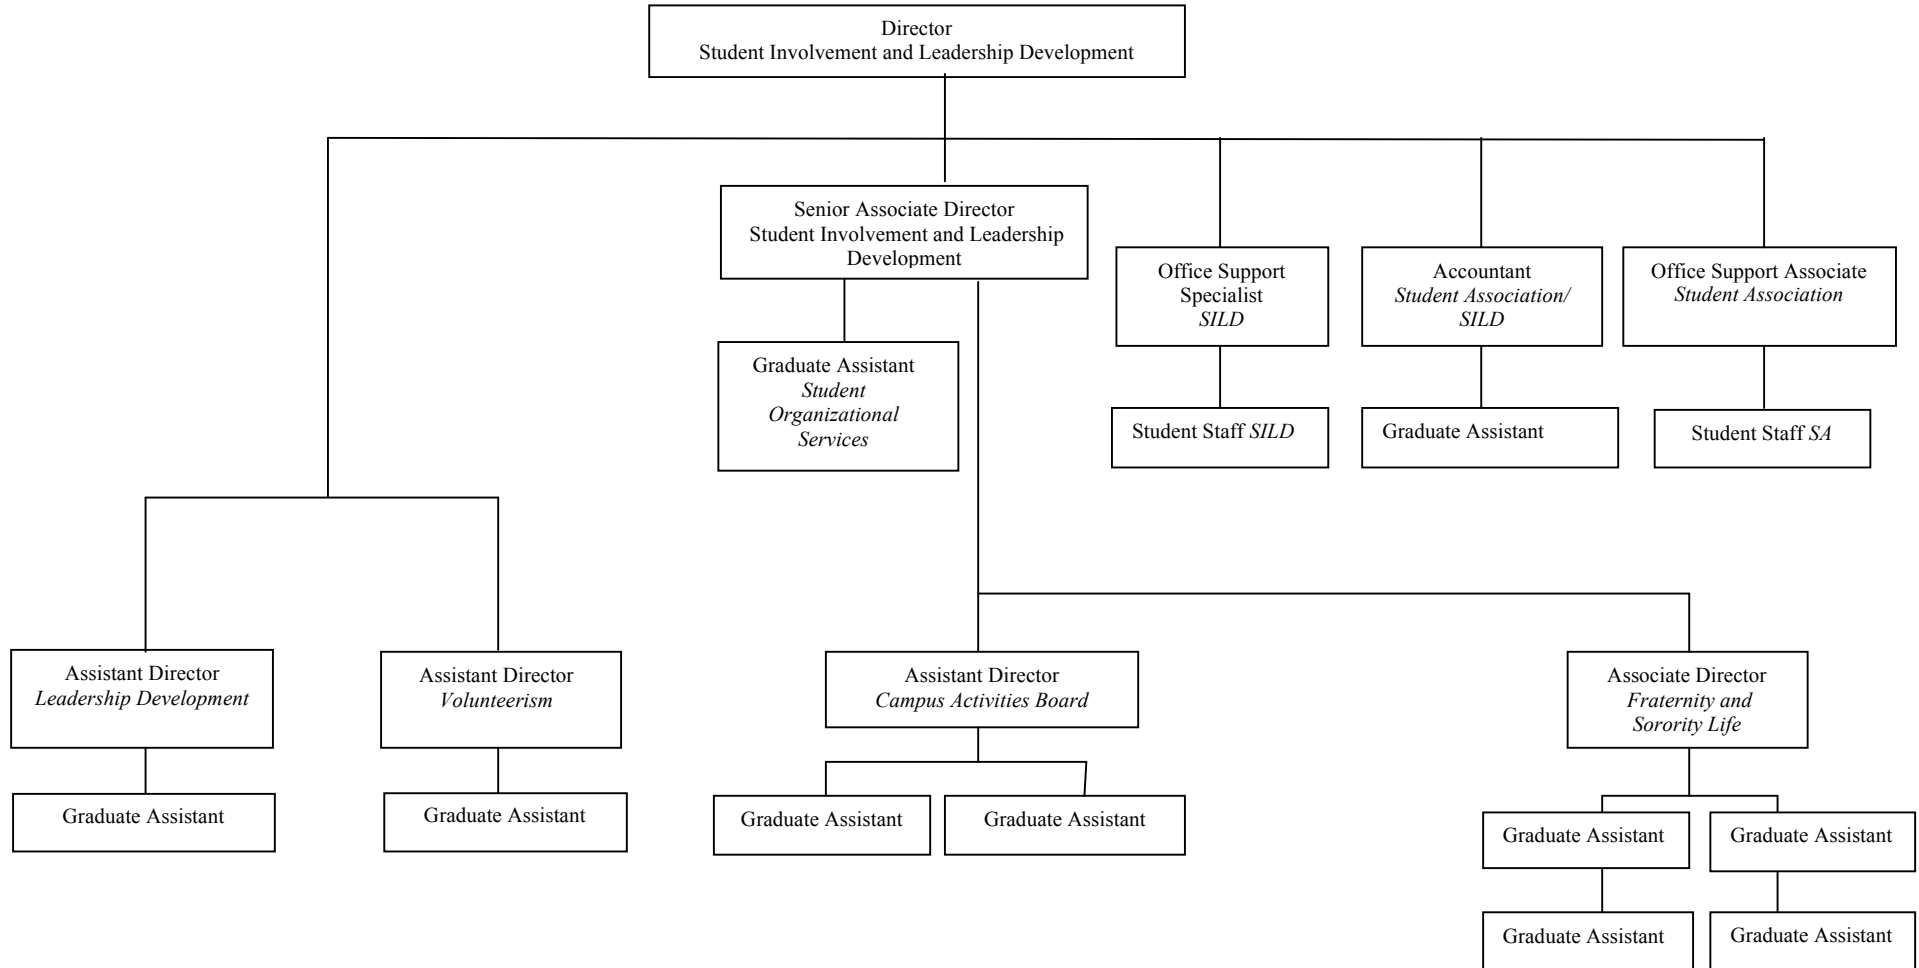 Director
Student Involvement and Leadership Development
Senior Associate Director
Student Involvement and Leadership
Development
Office Support
Specialist
SILD
Accountant
Student Association/
SILD
Office Support Associate
Student Association
Graduate Assistant
Student
Organizational
Services
Student Staff SILD
Graduate Assistant
Student Staff SA
Assistant Director
Leadership Development
Assistant Director
Volunteerism
Assistant Director
Campus Activities Board
Associate Director
Fraternity and
Sorority Life
Graduate Assistant
Graduate Assistant
Graduate Assistant
Graduate Assistant
Graduate Assistant
Graduate Assistant
Graduate Assistant
Graduate Assistant